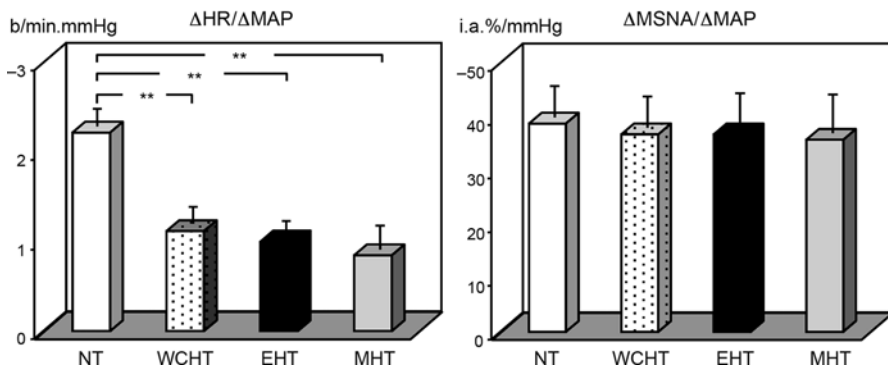 b/min.mmHg
ΔHR/ΔMAP
–3
2
1
0
**
**
**
NT WCHT EHT MHT
i.a.%/mmHg
ΔMSNA/ΔMAP
–50
40
30
20
10
0
NT WCHT EHT MHT